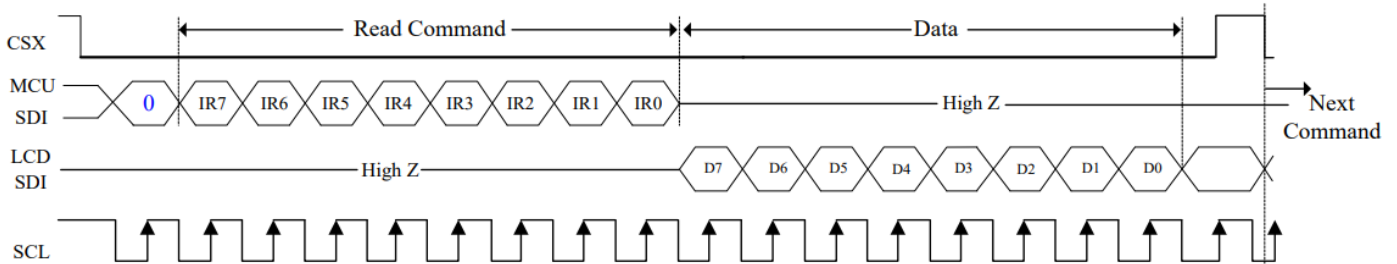 CSX Read Command Data
MCU
SDI 0 IR7 IR6 IR5 IR4 IR3 IR2 IR1 IR0 High Z Next
Command
LCD
SDI High Z D7 D6 D5 D4 D3 D2 D1 D0
SCL